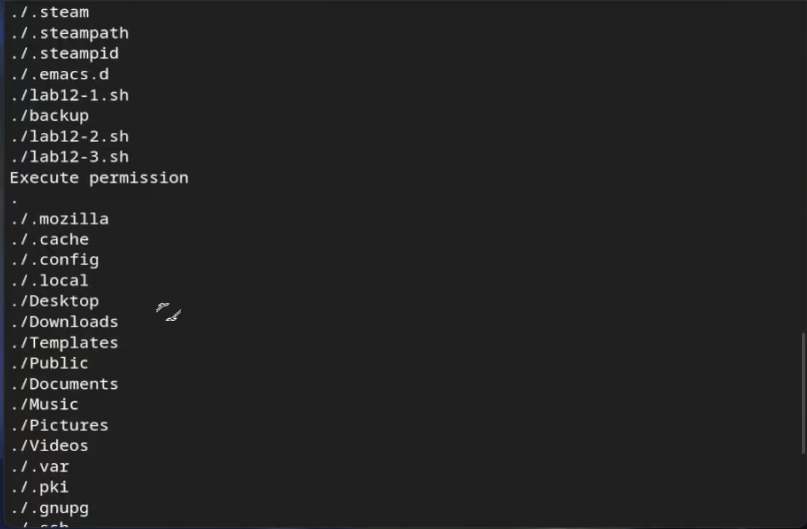 ./.steam
./.steampath
./.steampid
./.emacs.d
./lab12-1.sh
./backup
./lab12-2.sh
./lab12-3.sh
Execute permission
.
./.mozilla
./.cache
./.config
./.local
./Desktop
./Downloads
./Templates
./Public
./Documents
./Music
./Pictures
./Videos
./.var
./.pki
./.gnupg
./.ssh